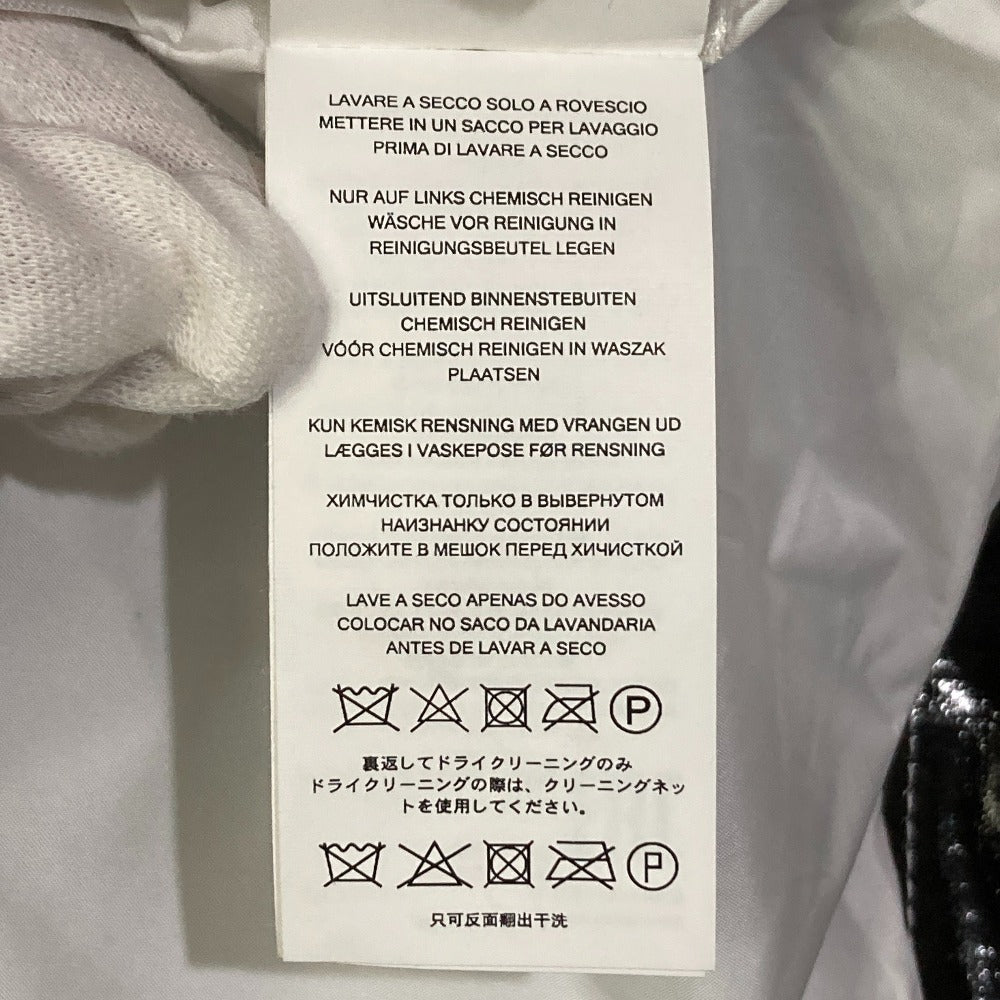 LAVARE A SECCO SOLO A ROVESCIO
METTERE IN UN SACCO PER LAVAGGIO
PRIMA DI LAVARE A SECCO
NUR AUF LINKS CHEMISCH REINIGEN
WÄSCHE VOR REINIGUNG IN
REINIGUNGSBEUTEL LEGEN
UITSLUITEND BINNENSTEBUITEN
CHEMISCH REINIGEN
VÓÓR CHEMISCH REINIGEN IN WASZAK
PLAATSEN
KUN KEMISK RENSNING MED VRANGEN UD
LÆGGES I VASKEPOSE FØR RENSNING
ХИМЧИСТКА ТОЛЬКО В ВЫВЕРНУТОМ
НАИЗНАНКУ СОСТОЯНИИ
ПОЛОЖИТЕ В МЕШОК ПЕРЕД ХИЧИСТКОЙ
LAVE A SECO APENAS DO AVESSO
COLOCAR NO SACO DA LAVANDARIA
ANTES DE LAVAR A SECO
P
裏返してドライクリーニングのみ
ドライクリーニングの際は、クリーニングネッ
トを使用してください。
P
只可反面翻出干洗